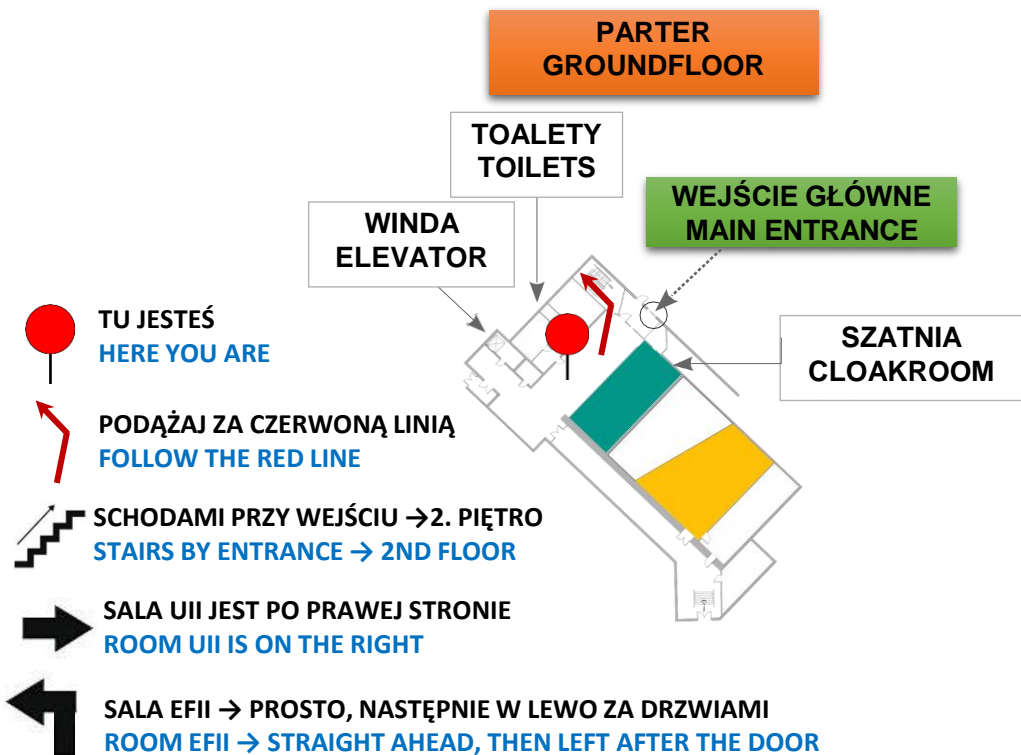 PARTER
GROUNDFLOOR
TOALETY
TOILETS
WEJŚCIE GŁÓWNE
MAIN ENTRANCE
WINDA
ELEVATOR
TU JESTEŚ
HERE YOU ARE
SZATNIA
CLOAKROOM
PODĄŻAJ ZA CZERWONĄ LINIĄ
FOLLOW THE RED LINE
SCHODAMI PRZY WEJŚCIU →2. PIĘTRO
STAIRS BY ENTRANCE → 2ND FLOOR
SALA UII JEST PO PRAWEJ STRONIE
ROOM UII IS ON THE RIGHT
SALA EFII → PROSTO, NASTĘPNIE W LEWO ZA DRZWIAMI
ROOM EFII → STRAIGHT AHEAD, THEN LEFT AFTER THE DOOR